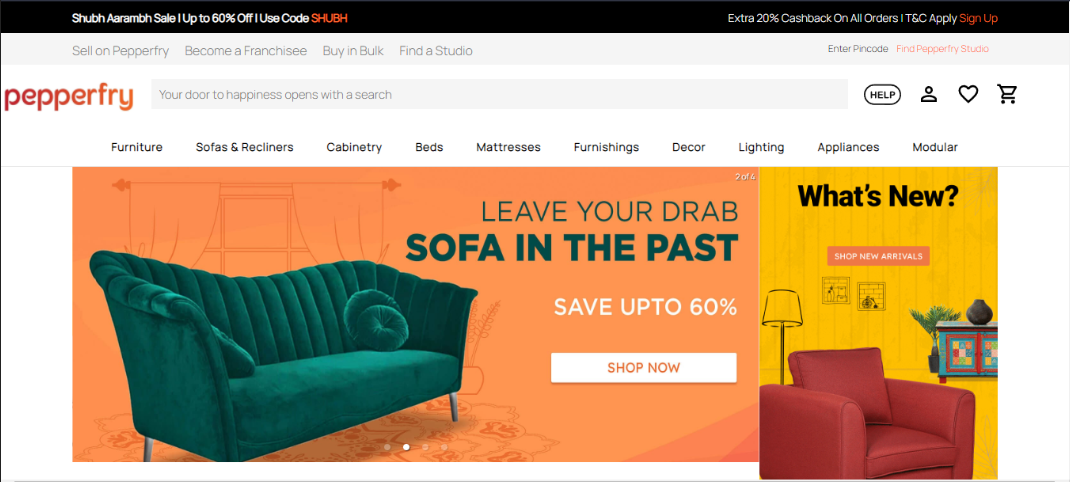 Shubh Aarambh Sale | Up to 60% Off | Use Code SHUBH
Extra 20% Cashback On All Orders | T&C Apply Sign Up
Sell on Pepperfry Become a Franchisee Buy in Bulk Find a Studio
Enter Pincode Find Pepperfry Studio
pepperfry
Your door to happiness opens with a search
HELP
Furniture Sofas & Recliners Cabinetry Beds Mattresses Furnishings Decor Lighting Appliances Modular
2 of 4
LEAVE YOUR DRAB
SOFA IN THE PAST
SAVE UPTO 60%
SHOP NOW
What's New?
SHOP NEW ARRIVALS